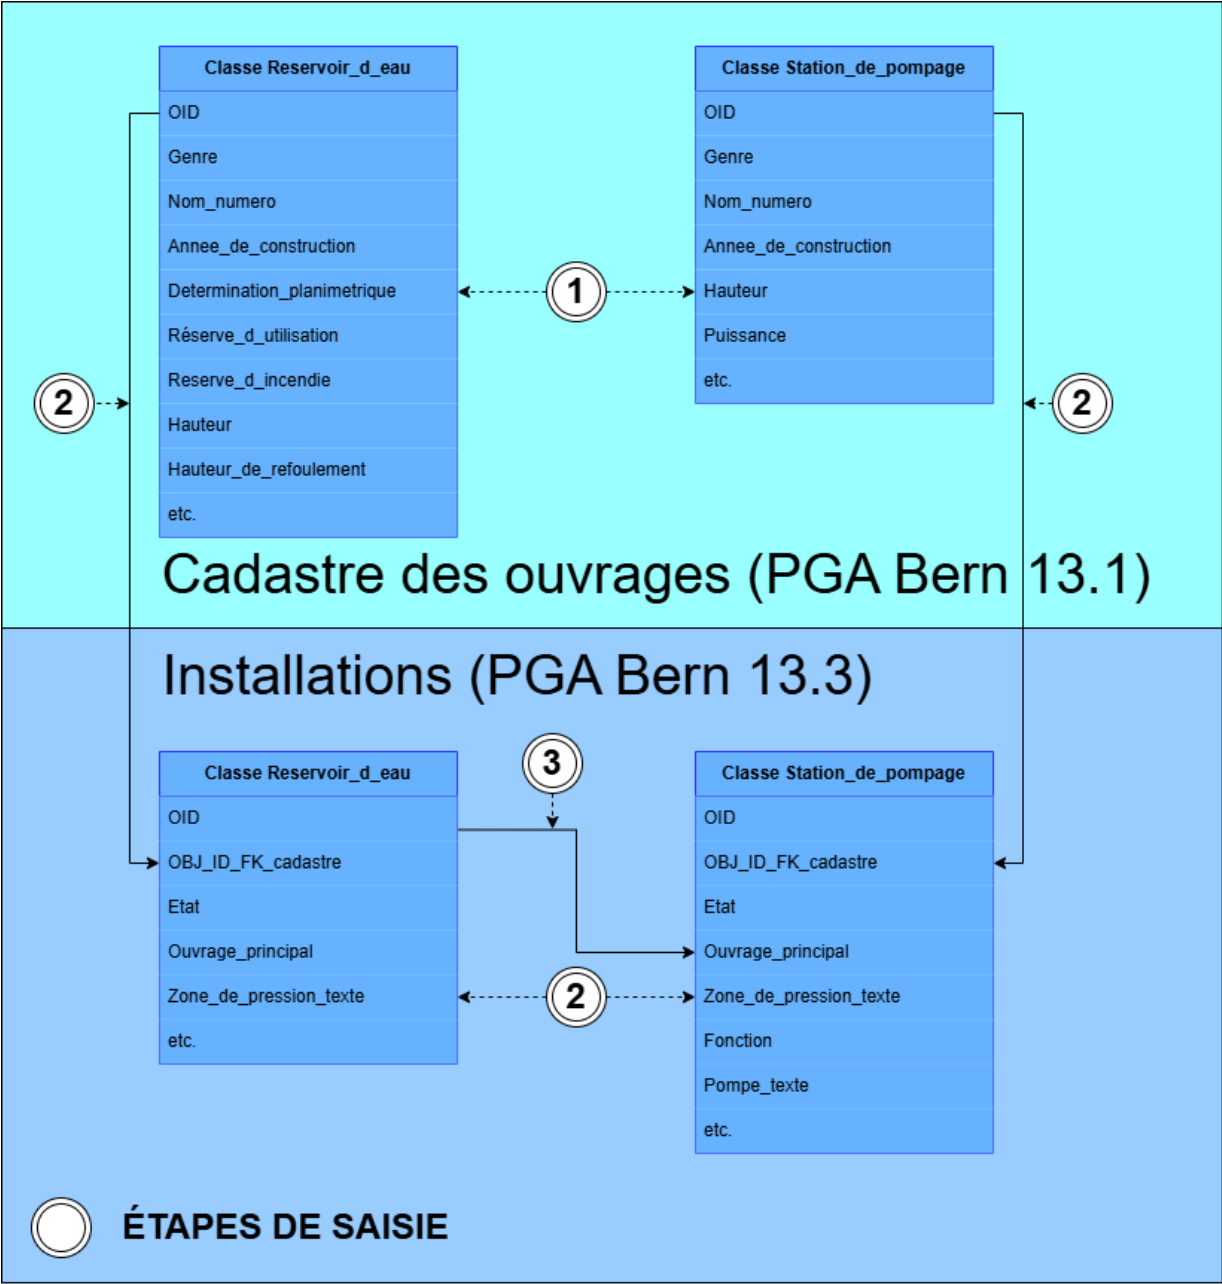 Classe Reservoir_d_eau
OID
Genre
Nom_numero
Annee_de_construction
Determination_planimetrique
Réserve_d_utilisation
Reserve_d_incendie
Hauteur
Hauteur_de_refoulement
etc.
Classe Station_de_pompage
OID
Genre
Nom_numero
Annee_de_construction
Hauteur
Puissance
etc.
1
2
2
Cadastre des ouvrages (PGA Bern 13.1)
Installations (PGA Bern 13.3)
3
Classe Reservoir_d_eau
OID
OBJ_ID_FK_cadastre
Etat
Ouvrage_principal
Zone_de_pression_texte
etc.
2
Classe Station_de_pompage
OID
OBJ_ID_FK_cadastre
Etat
Ouvrage_principal
Zone_de_pression_texte
Fonction
Pompe_texte
etc.
ÉTAPES DE SAISIE